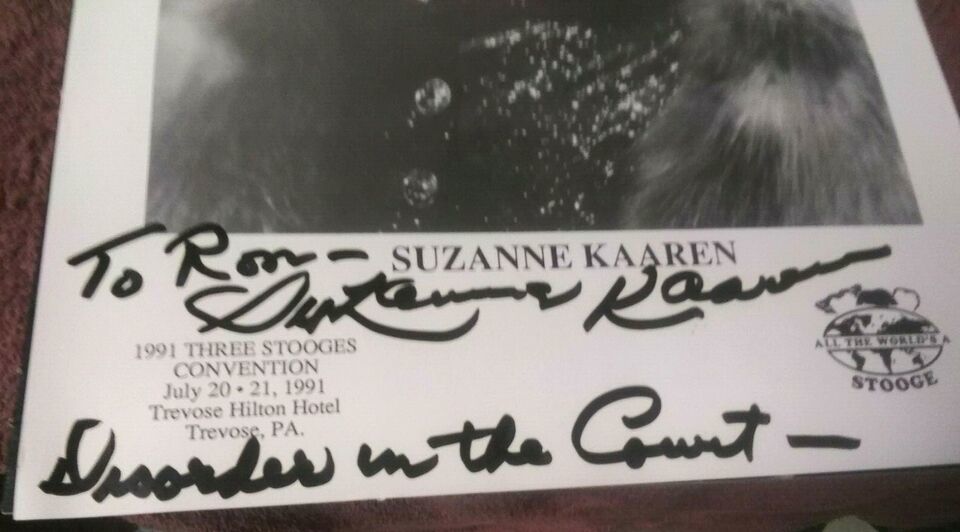 To Ron -
SUZANNE KAAREN
Suzanne Kaaren
1991 THREE STOOGES
CONVENTION
July 20 • 21, 1991
Trevose Hilton Hotel
Trevose, PA.
ALL THE WORLD'S A
STOOGE
Disorder in the Court -